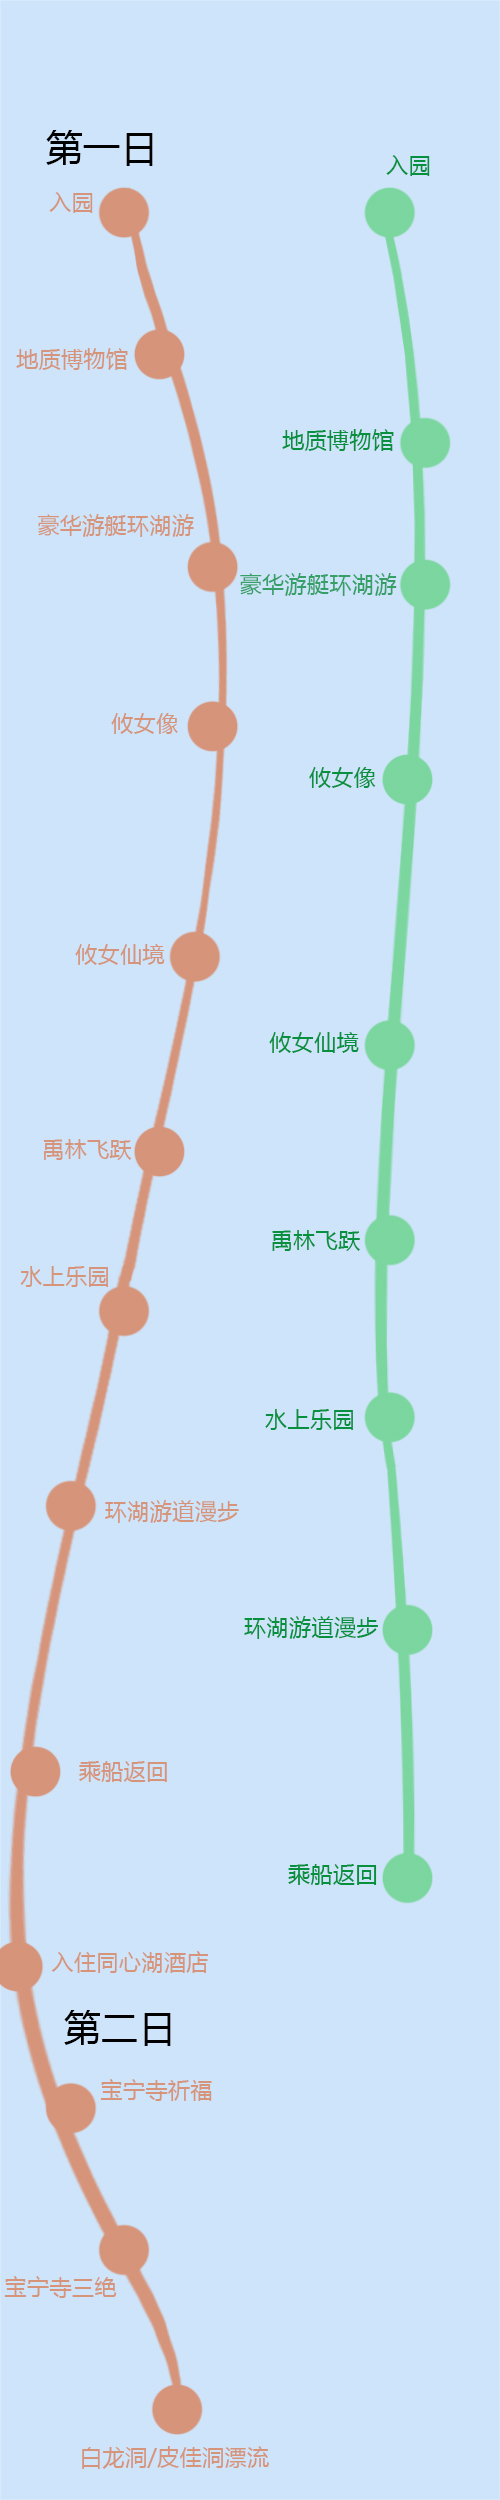 第一日
入园
地质博物馆
豪华游艇环湖游
攸女像
攸女仙境
禹林飞跃
水上乐园
环湖游道漫步
乘船返回
入住同心湖酒店
第二日
宝宁寺祈福
宝宁寺三绝
白龙洞/皮佳洞漂流
入园
地质博物馆
豪华游艇环湖游
攸女像
攸女仙境
禹林飞跃
水上乐园
环湖游道漫步
乘船返回